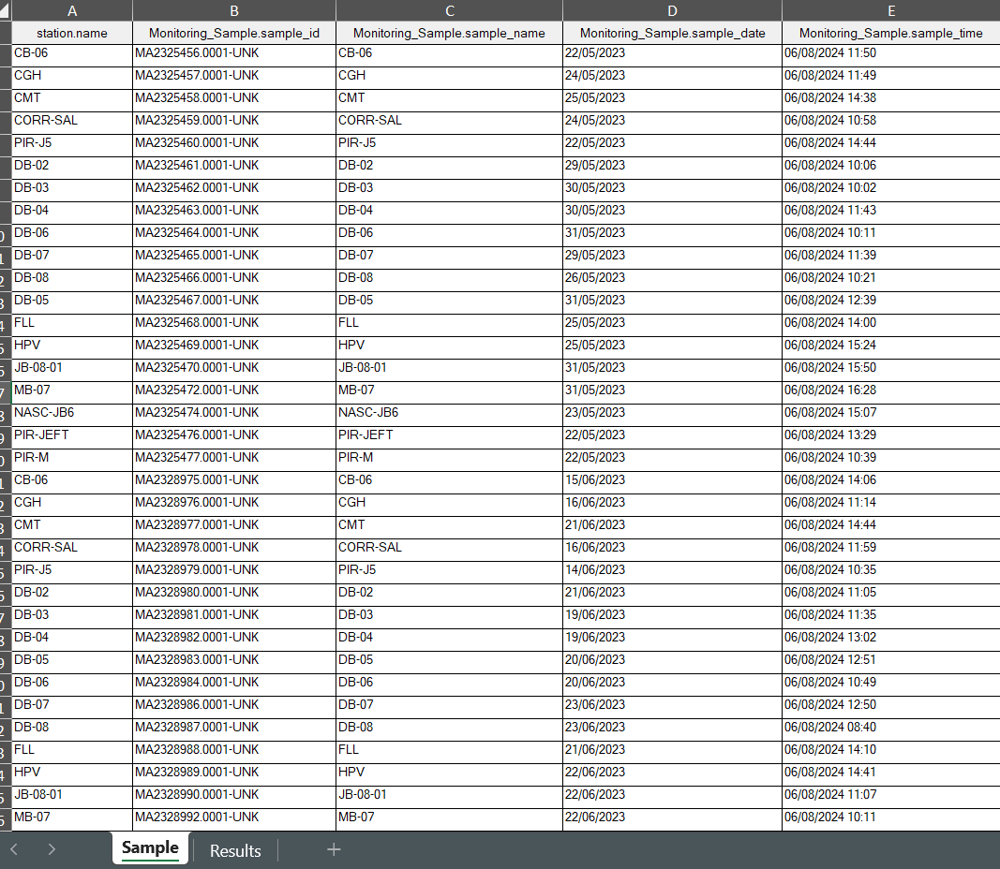 A B C D E
station.name Monitoring_Sample.sample_id Monitoring_Sample.sample_name Monitoring_Sample.sample_date Monitoring_Sample.sample_time
CB-06 MA2325456.0001-UNK CB-06 22/05/2023 06/08/2024 11:50
CGH MA2325457.0001-UNK CGH 24/05/2023 06/08/2024 11:49
CMT MA2325458.0001-UNK CMT 25/05/2023 06/08/2024 14:38
CORR-SAL MA2325459.0001-UNK CORR-SAL 24/05/2023 06/08/2024 10:58
PIR-J5 MA2325460.0001-UNK PIR-J5 22/05/2023 06/08/2024 14:44
DB-02 MA2325461.0001-UNK DB-02 29/05/2023 06/08/2024 10:06
DB-03 MA2325462.0001-UNK DB-03 30/05/2023 06/08/2024 10:02
DB-04 MA2325463.0001-UNK DB-04 30/05/2023 06/08/2024 11:43
DB-06 MA2325464.0001-UNK DB-06 31/05/2023 06/08/2024 10:11
DB-07 MA2325465.0001-UNK DB-07 29/05/2023 06/08/2024 11:39
DB-08 MA2325466.0001-UNK DB-08 26/05/2023 06/08/2024 10:21
DB-05 MA2325467.0001-UNK DB-05 31/05/2023 06/08/2024 12:39
FLL MA2325468.0001-UNK FLL 25/05/2023 06/08/2024 14:00
HPV MA2325469.0001-UNK HPV 25/05/2023 06/08/2024 15:24
JB-08-01 MA2325470.0001-UNK JB-08-01 31/05/2023 06/08/2024 15:50
MB-07 MA2325472.0001-UNK MB-07 31/05/2023 06/08/2024 16:28
NASC-JB6 MA2325474.0001-UNK NASC-JB6 23/05/2023 06/08/2024 15:07
PIR-JEFT MA2325476.0001-UNK PIR-JEFT 22/05/2023 06/08/2024 13:29
PIR-M MA2325477.0001-UNK PIR-M 22/05/2023 06/08/2024 10:39
CB-06 MA2328975.0001-UNK CB-06 15/06/2023 06/08/2024 14:06
CGH MA2328976.0001-UNK CGH 16/06/2023 06/08/2024 11:14
CMT MA2328977.0001-UNK CMT 21/06/2023 06/08/2024 14:44
CORR-SAL MA2328978.0001-UNK CORR-SAL 16/06/2023 06/08/2024 11:59
PIR-J5 MA2328979.0001-UNK PIR-J5 14/06/2023 06/08/2024 10:35
DB-02 MA2328980.0001-UNK DB-02 21/06/2023 06/08/2024 11:05
DB-03 MA2328981.0001-UNK DB-03 19/06/2023 06/08/2024 11:35
DB-04 MA2328982.0001-UNK DB-04 19/06/2023 06/08/2024 13:02
DB-05 MA2328983.0001-UNK DB-05 20/06/2023 06/08/2024 12:51
DB-06 MA2328984.0001-UNK DB-06 20/06/2023 06/08/2024 10:49
DB-07 MA2328986.0001-UNK DB-07 23/06/2023 06/08/2024 12:50
DB-08 MA2328987.0001-UNK DB-08 23/06/2023 06/08/2024 08:40
FLL MA2328988.0001-UNK FLL 21/06/2023 06/08/2024 14:10
HPV MA2328989.0001-UNK HPV 22/06/2023 06/08/2024 14:41
JB-08-01 MA2328990.0001-UNK JB-08-01 22/06/2023 06/08/2024 11:07
MB-07 MA2328992.0001-UNK MB-07 22/06/2023 06/08/2024 10:11
Sample Results